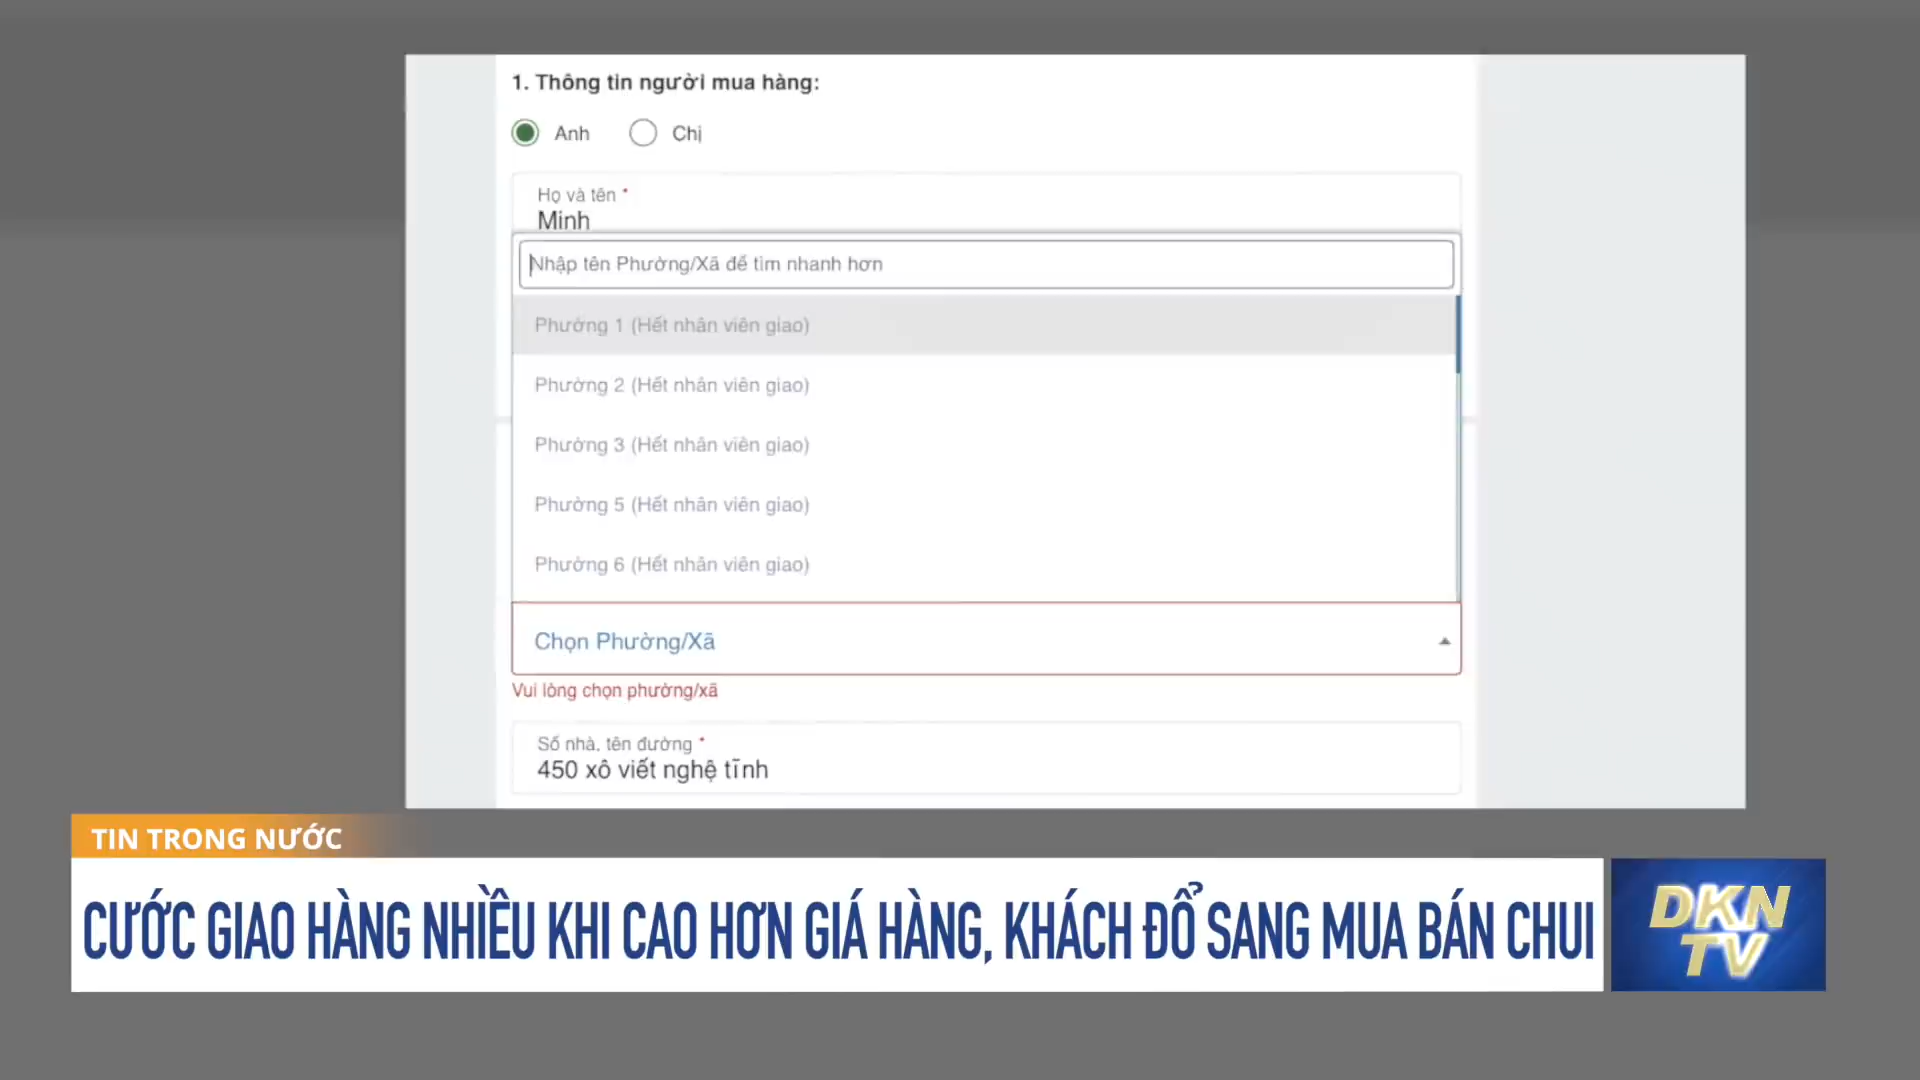 1. Thông tin người mua hàng:
Anh
Chị
Họ và tên *
Minh
Nhập tên Phường/Xã để tìm nhanh hơn
Phường 1 (Hết nhân viên giao)
Phường 2 (Hết nhân viên giao)
Phường 3 (Hết nhân viên giao)
Phường 5 (Hết nhân viên giao)
Phường 6 (Hết nhân viên giao)
Chọn Phường/Xã
Vui lòng chọn phường/xã
Số nhà, tên đường *
450 xô viết nghệ tĩnh
TIN TRONG NƯỚC
CƯỚC GIAO HÀNG NHIỀU KHI CAO HƠN GIÁ HÀNG, KHÁCH ĐỔ SANG MUA BÁN CHUI
DKN
TV